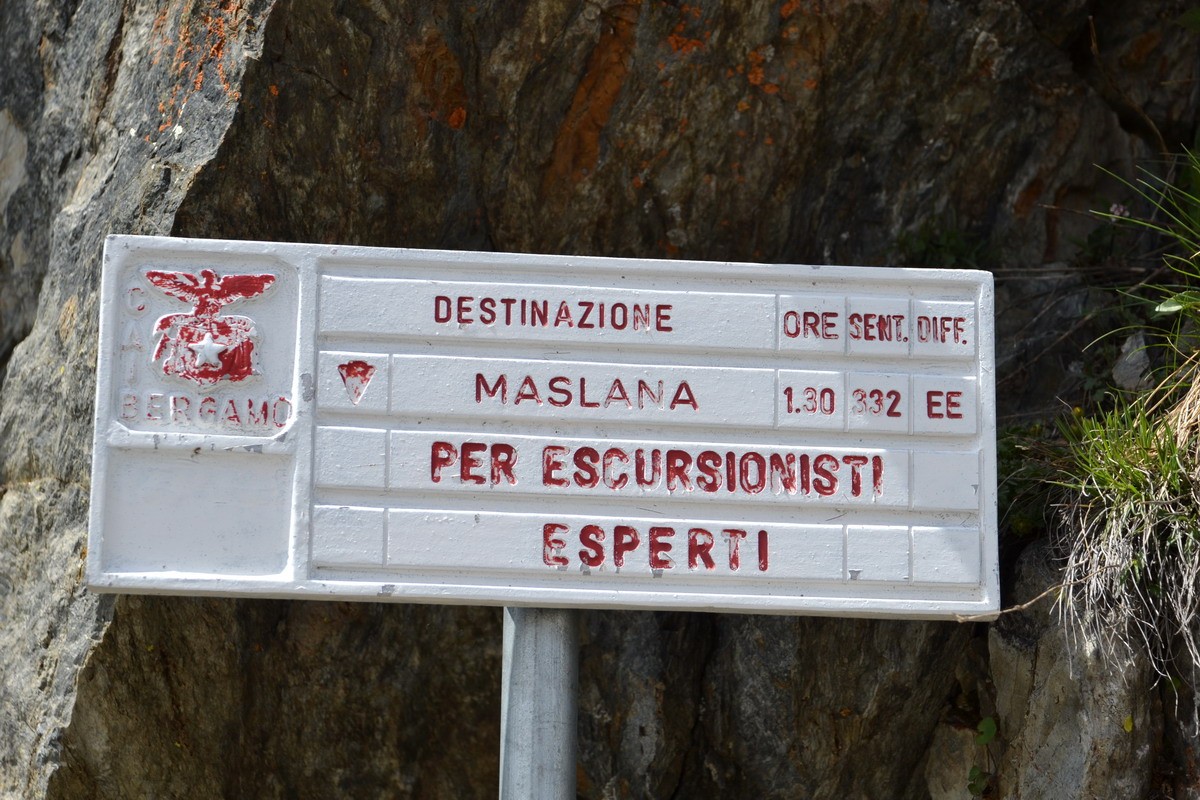 CAI
BERGAMO
DESTINAZIONE ORE SENT. DIFF.
MASLANA 1.30 332 EE
PER ESCURSIONISTI
ESPERTI